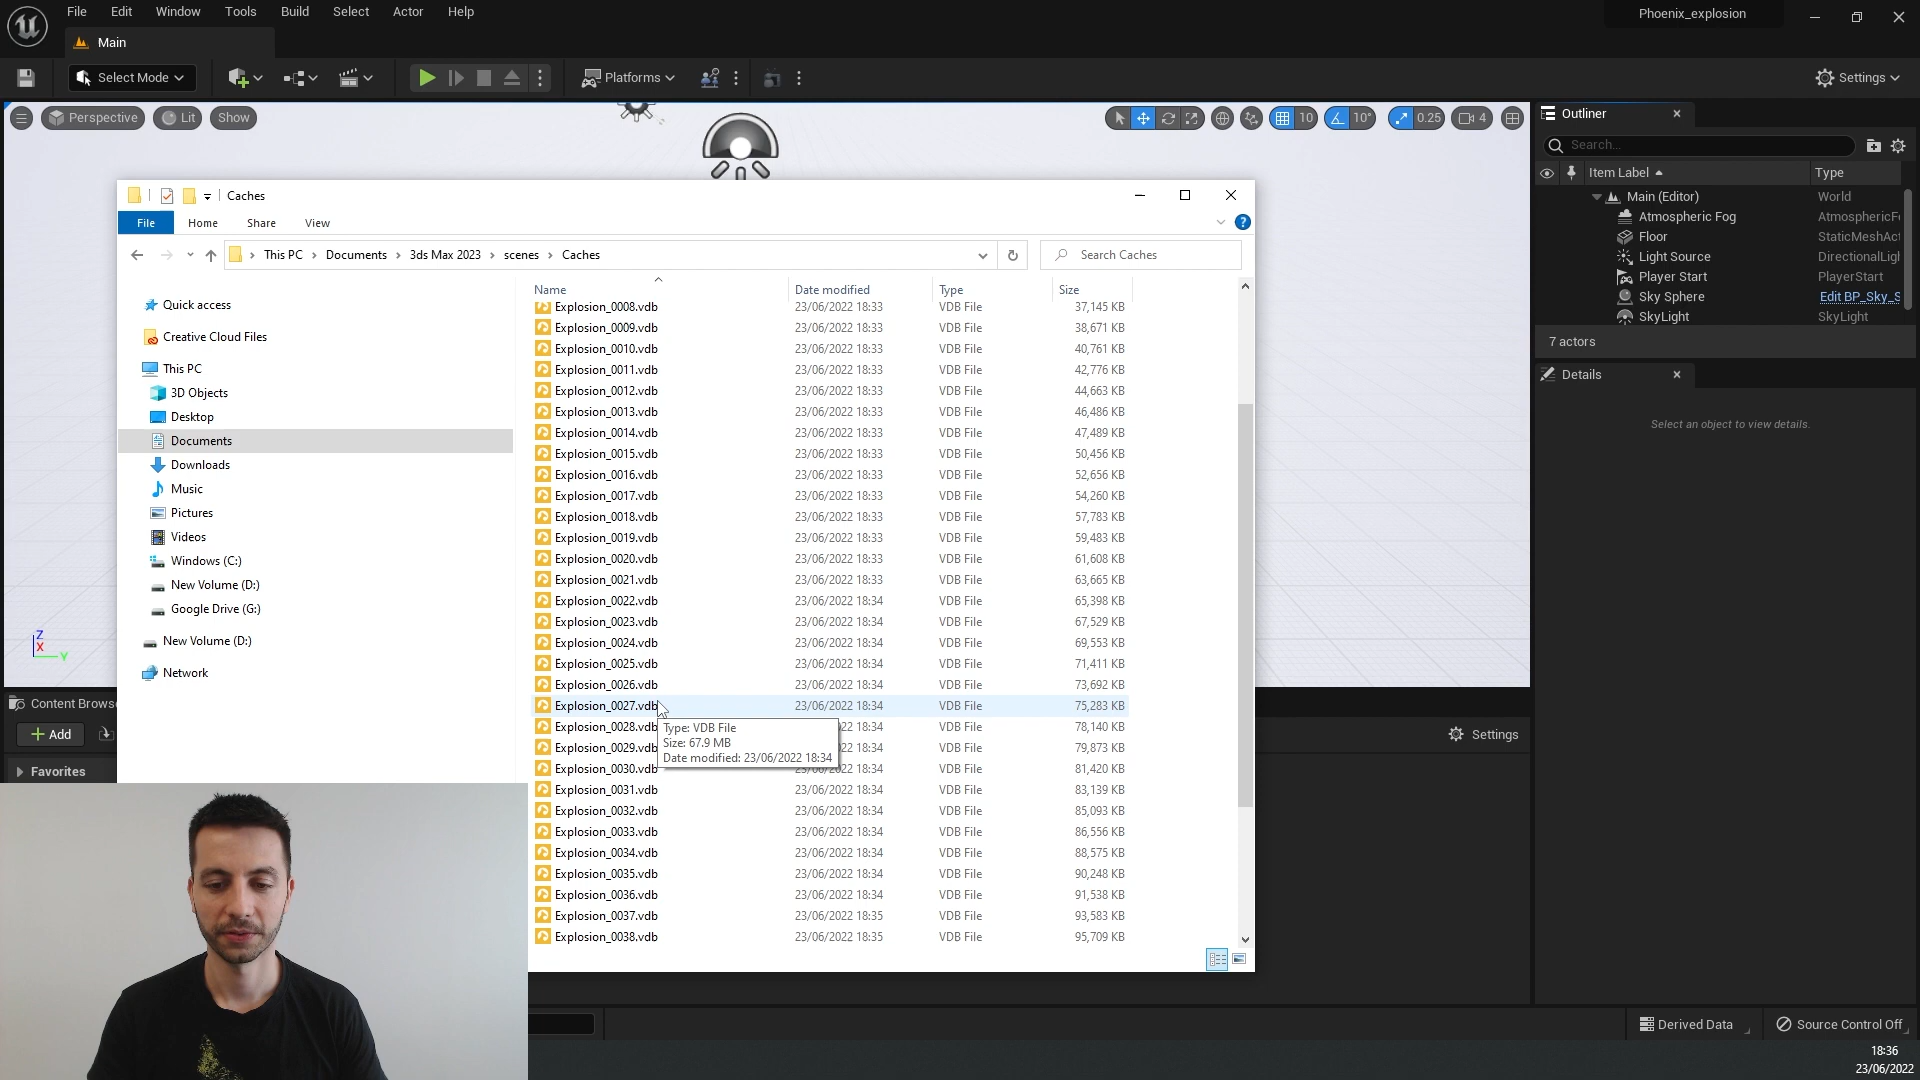 File Edit Window Tools Build Select Actor Help
Phoenix_explosion
Main
Select Mode
Platforms
Settings
Perspective Lit Show
10 10° 0.25 4
Outliner
Search...
Item Label Type
Main (Editor) World
Atmospheric Fog AtmosphericF
Floor StaticMeshAct
Light Source DirectionalLigh
Player Start PlayerStart
Sky Sphere Edit BP_Sky_S
SkyLight SkyLight
7 actors
Details
Select an object to view details.
Caches
File Home Share View
This PC > Documents > 3ds Max 2023 > scenes > Caches
Search Caches
Quick access
Creative Cloud Files
This PC
3D Objects
Desktop
Documents
Downloads
Music
Pictures
Videos
Windows (C:)
New Volume (D:)
Google Drive (G:)
New Volume (D:)
Network
Name Date modified Type Size
Explosion_0008.vdb 23/06/2022 18:33 VDB File 37,145 KB
Explosion_0009.vdb 23/06/2022 18:33 VDB File 38,671 KB
Explosion_0010.vdb 23/06/2022 18:33 VDB File 40,761 KB
Explosion_0011.vdb 23/06/2022 18:33 VDB File 42,776 KB
Explosion_0012.vdb 23/06/2022 18:33 VDB File 44,663 KB
Explosion_0013.vdb 23/06/2022 18:33 VDB File 46,486 KB
Explosion_0014.vdb 23/06/2022 18:33 VDB File 47,489 KB
Explosion_0015.vdb 23/06/2022 18:33 VDB File 50,456 KB
Explosion_0016.vdb 23/06/2022 18:33 VDB File 52,656 KB
Explosion_0017.vdb 23/06/2022 18:33 VDB File 54,260 KB
Explosion_0018.vdb 23/06/2022 18:33 VDB File 57,783 KB
Explosion_0019.vdb 23/06/2022 18:33 VDB File 59,483 KB
Explosion_0020.vdb 23/06/2022 18:33 VDB File 61,608 KB
Explosion_0021.vdb 23/06/2022 18:33 VDB File 63,665 KB
Explosion_0022.vdb 23/06/2022 18:34 VDB File 65,398 KB
Explosion_0023.vdb 23/06/2022 18:34 VDB File 67,529 KB
Explosion_0024.vdb 23/06/2022 18:34 VDB File 69,553 KB
Explosion_0025.vdb 23/06/2022 18:34 VDB File 71,411 KB
Explosion_0026.vdb 23/06/2022 18:34 VDB File 73,692 KB
Explosion_0027.vdb 23/06/2022 18:34 VDB File 75,283 KB
Explosion_0028.vdb 22 18:34 VDB File 78,140 KB
Explosion_0029.vdb 22 18:34 VDB File 79,873 KB
Explosion_0030.vdb 23/06/2022 18:34 VDB File 81,420 KB
Explosion_0031.vdb 23/06/2022 18:34 VDB File 83,139 KB
Explosion_0032.vdb 23/06/2022 18:34 VDB File 85,093 KB
Explosion_0033.vdb 23/06/2022 18:34 VDB File 86,556 KB
Explosion_0034.vdb 23/06/2022 18:34 VDB File 88,575 KB
Explosion_0035.vdb 23/06/2022 18:34 VDB File 90,248 KB
Explosion_0036.vdb 23/06/2022 18:34 VDB File 91,538 KB
Explosion_0037.vdb 23/06/2022 18:35 VDB File 93,583 KB
Explosion_0038.vdb 23/06/2022 18:35 VDB File 95,709 KB
Type: VDB File
Size: 67.9 MB
Date modified: 23/06/2022 18:34
Z
X
Y
Content Brows
Add
Settings
Favorites
Derived Data
Source Control Off
18:36
23/06/2022